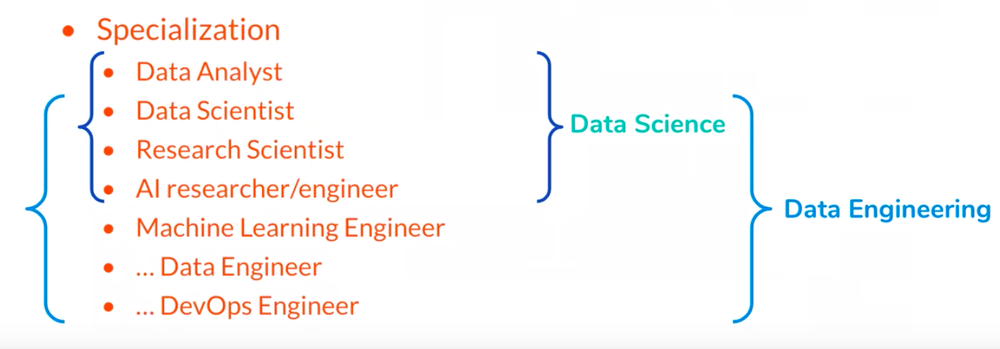 Specialization
Data Analyst
Data Scientist
Data Science
Research Scientist
AI researcher/engineer
Data Engineering
Machine Learning Engineer
... Data Engineer
... DevOps Engineer